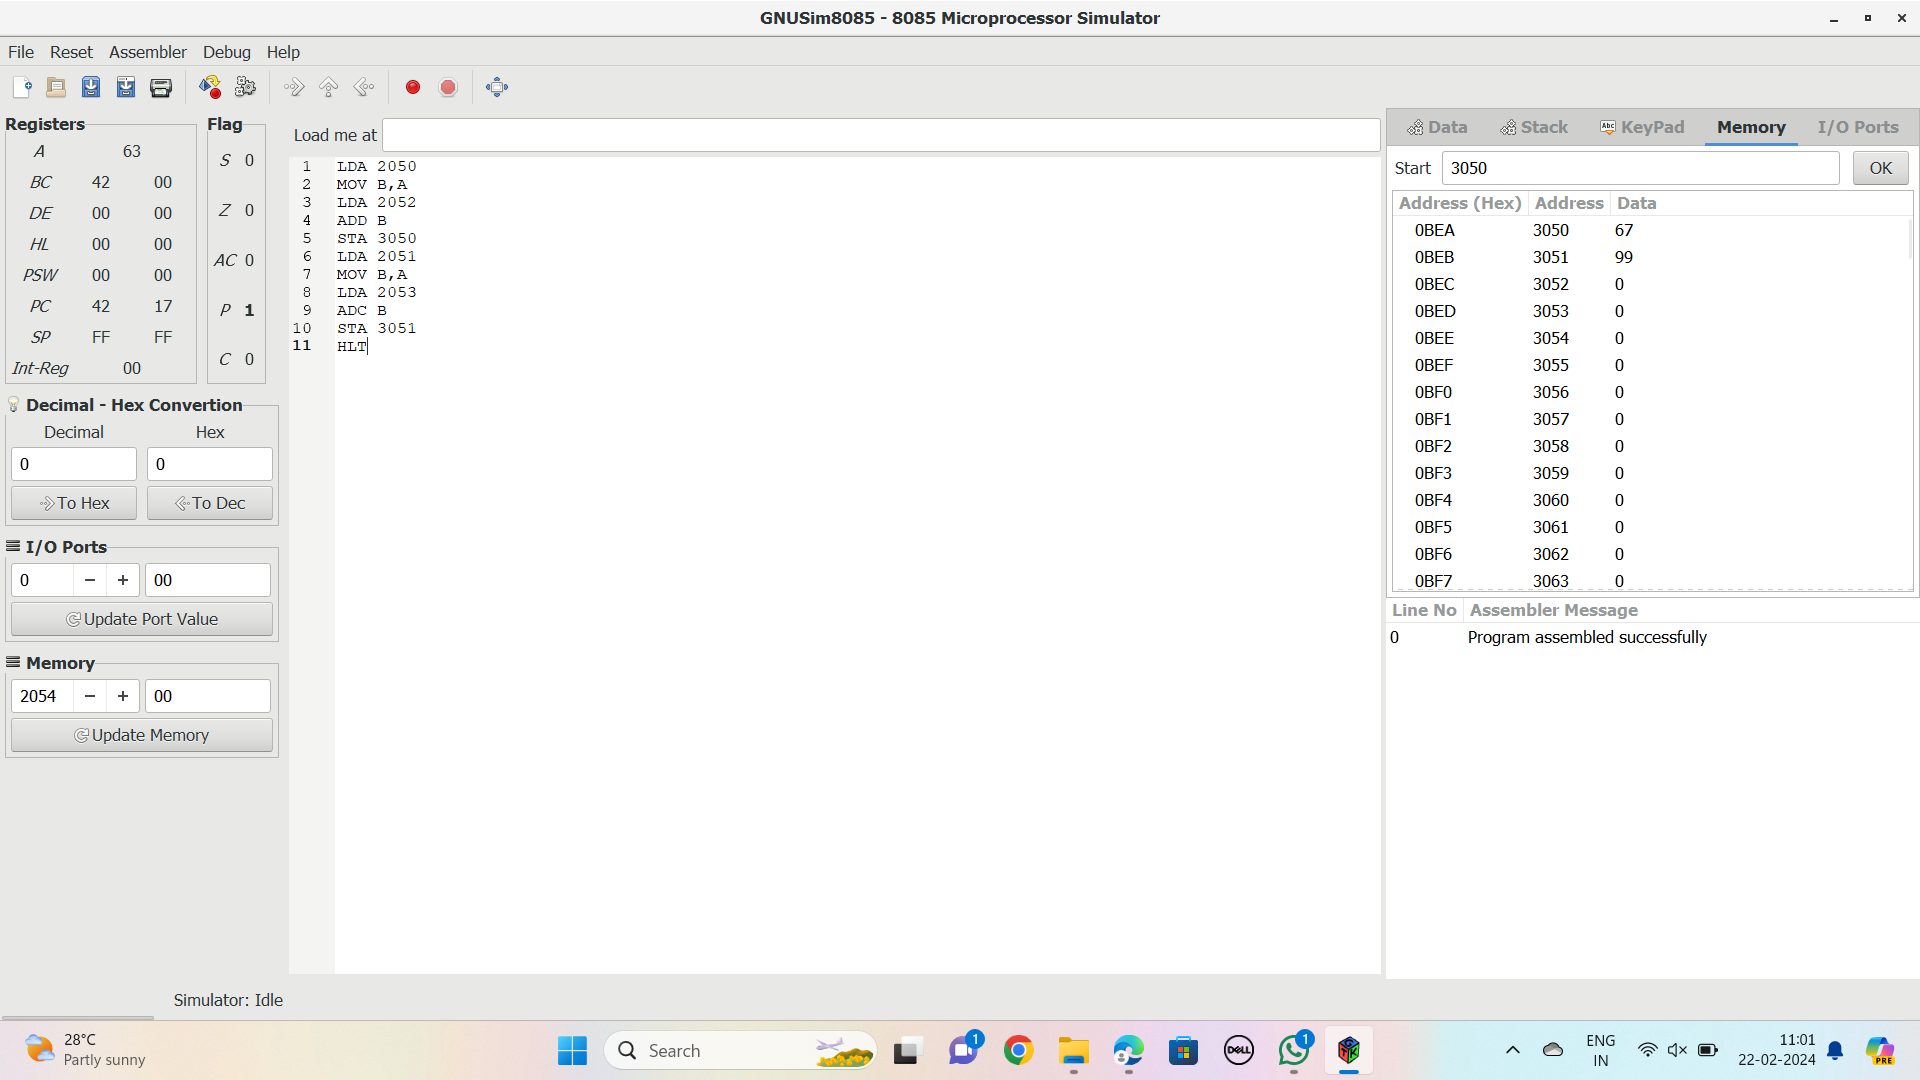 GNUSim8085 - 8085 Microprocessor Simulator
File Reset Assembler Debug Help
Registers
A 63
BC 42 00
DE 00 00
HL 00 00
PSW 00 00
PC 42 17
SP FF FF
Int-Reg 00
Flag
S 0
Z 0
AC 0
P 1
C 0
Decimal - Hex Convertion
Decimal Hex
0 0
To Hex To Dec
I/O Ports
0 − + 00
Update Port Value
Memory
2054 − + 00
Update Memory
Load me at
1 LDA 2050
2 MOV B,A
3 LDA 2052
4 ADD B
5 STA 3050
6 LDA 2051
7 MOV B,A
8 LDA 2053
9 ADC B
10 STA 3051
11 HLT
Data Stack Abc KeyPad Memory I/O Ports
Start 3050 OK
Address (Hex) Address Data
0BEA 3050 67
0BEB 3051 99
0BEC 3052 0
0BED 3053 0
0BEE 3054 0
0BEF 3055 0
0BF0 3056 0
0BF1 3057 0
0BF2 3058 0
0BF3 3059 0
0BF4 3060 0
0BF5 3061 0
0BF6 3062 0
0BF7 3063 0
Line No Assembler Message
0 Program assembled successfully
Simulator: Idle
28°C
Partly sunny
Search
1
DELL
1
ENG
IN
11:01
22-02-2024
PRE